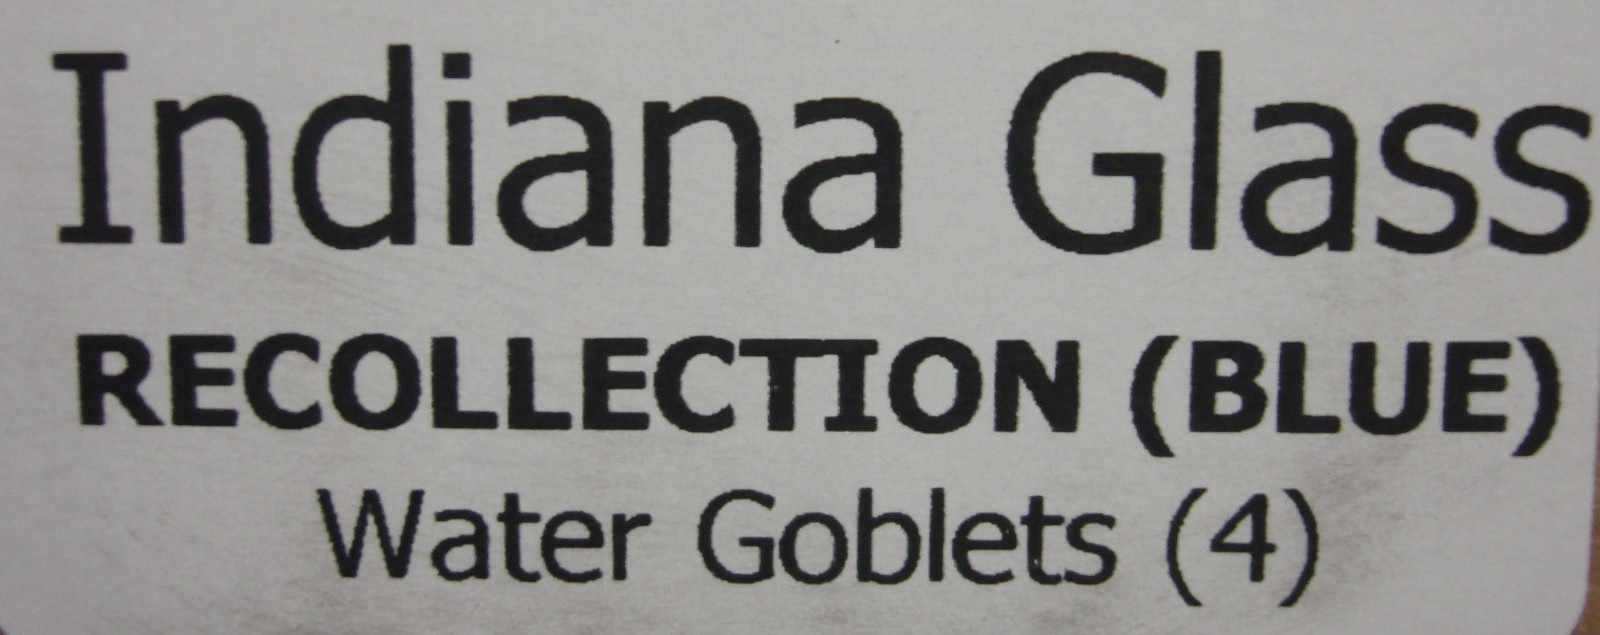 Indiana Glass
RECOLLECTION (BLUE)
Water Goblets (4)